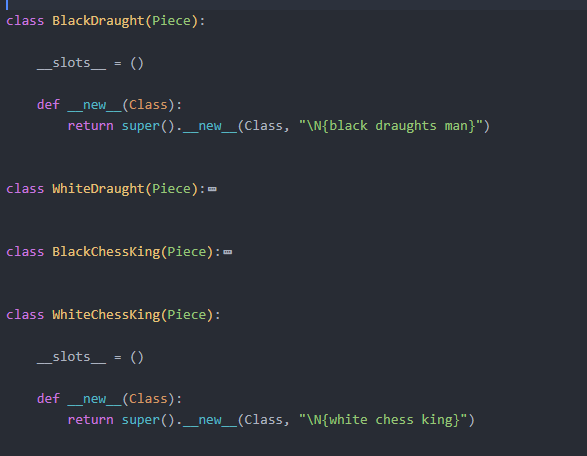 class BlackDraught(Piece):
__slots__ = ()
def __new__(Class):
return super().__new__(Class, "\N{black draughts man}")
class WhiteDraught(Piece):
class BlackChessKing(Piece):
class WhiteChessKing(Piece):
__slots__ = ()
def __new__(Class):
return super().__new__(Class, "\N{white chess king}")